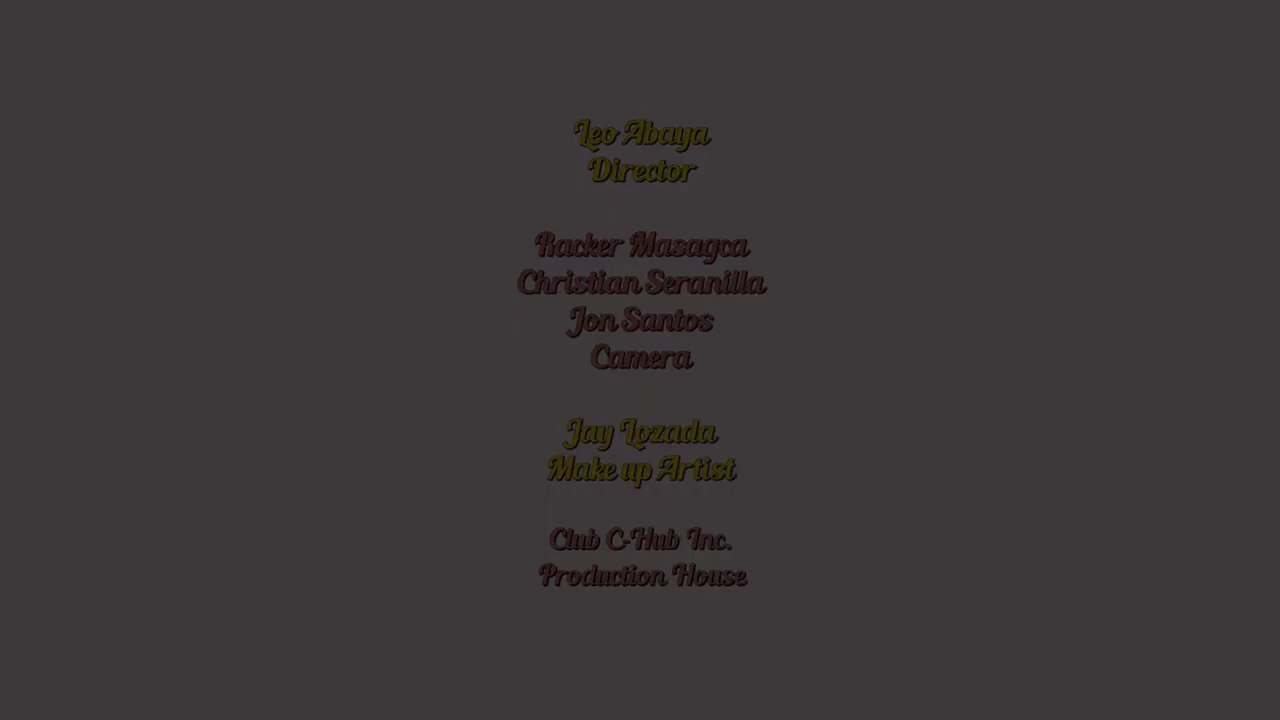 Leo Abaya
Director
Racker Masagca
Christian Seranilla
Jon Santos
Camera
Jay Lozada
Make up Artist
Club C-Hub Inc.
Production House